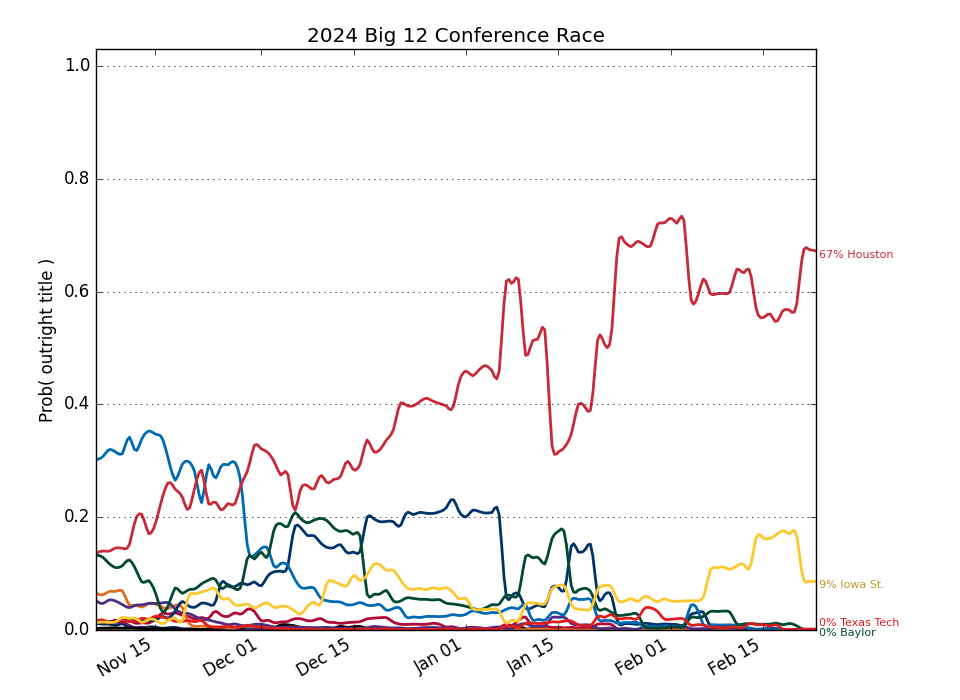 2024 Big 12 Conference Race
Prob( outright title )
1.0
0.8
0.6
0.4
0.2
0.0
67% Houston
9% Iowa St.
0% Texas Tech
0% Baylor
Nov 15
Dec 01
Dec 15
Jan 01
Jan 15
Feb 01
Feb 15